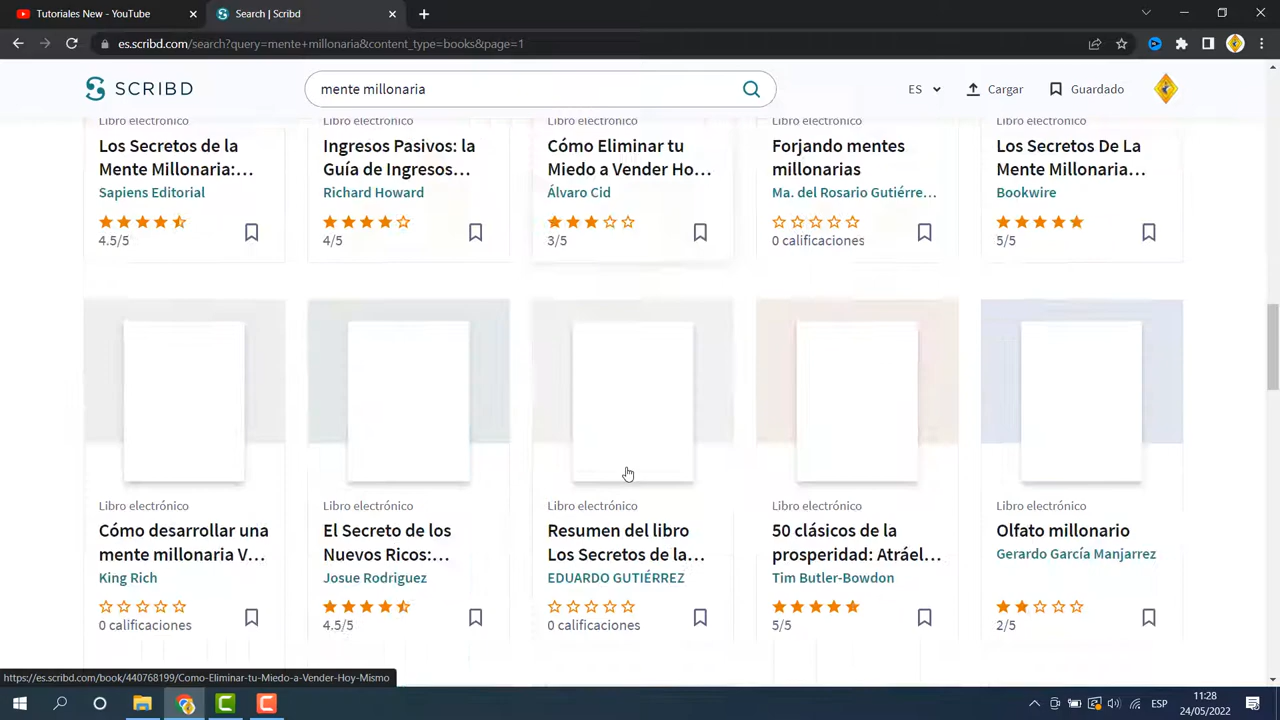 Tutoriales New - YouTube
Search | Scribd
es.scribd.com/search?query=mente+millonaria&content_type=books&page=1
SCRIBD
mente millonaria
ES
Cargar
Guardado
Libro electrónico
Los Secretos de la
Mente Millonaria:...
Sapiens Editorial
4.5/5
Libro electrónico
Ingresos Pasivos: la
Guía de Ingresos...
Richard Howard
4/5
Libro electrónico
Cómo Eliminar tu
Miedo a Vender Ho...
Álvaro Cid
3/5
Libro electrónico
Forjando mentes
millonarias
Ma. del Rosario Gutiérre...
0 calificaciones
Libro electrónico
Los Secretos De La
Mente Millonaria...
Bookwire
5/5
Libro electrónico
Cómo desarrollar una
mente millonaria V...
King Rich
0 calificaciones
Libro electrónico
El Secreto de los
Nuevos Ricos:...
Josue Rodriguez
4.5/5
Libro electrónico
Resumen del libro
Los Secretos de la...
EDUARDO GUTIÉRREZ
0 calificaciones
Libro electrónico
50 clásicos de la
prosperidad: Atráel...
Tim Butler-Bowdon
5/5
Libro electrónico
Olfato millonario
Gerardo García Manjarrez
2/5
https://es.scribd.com/book/440768199/Como-Eliminar-tu-Miedo-a-Vender-Hoy-Mismo
ESP
11:28
24/05/2022